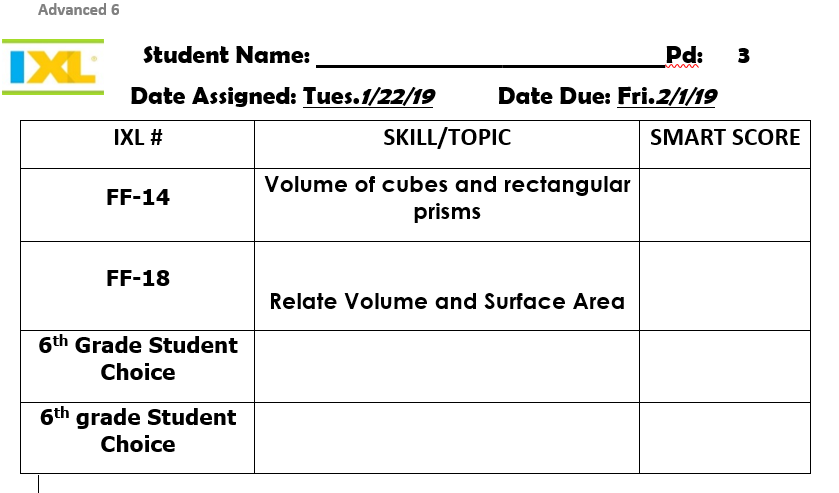 Advanced 6
IXL
Student Name: ______________________________Pd: 3
Date Assigned: Tues.1/22/19 Date Due: Fri.2/1/19
IXL # SKILL/TOPIC SMART SCORE
FF-14
Volume of cubes and rectangular
prisms
FF-18
Relate Volume and Surface Area
6th Grade Student
Choice
6th grade Student
Choice